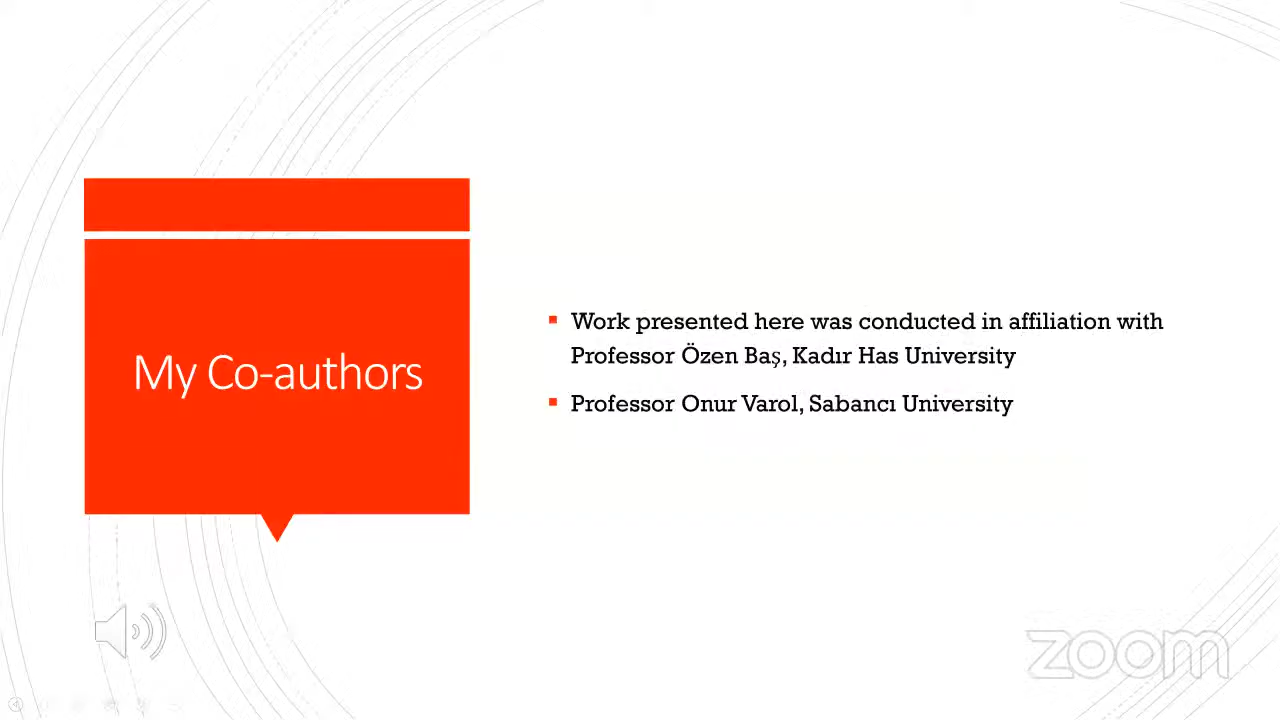 My Co-authors
Work presented here was conducted in affiliation with
Professor Özen Baş, Kadır Has University
Professor Onur Varol, Sabancı University
zoom